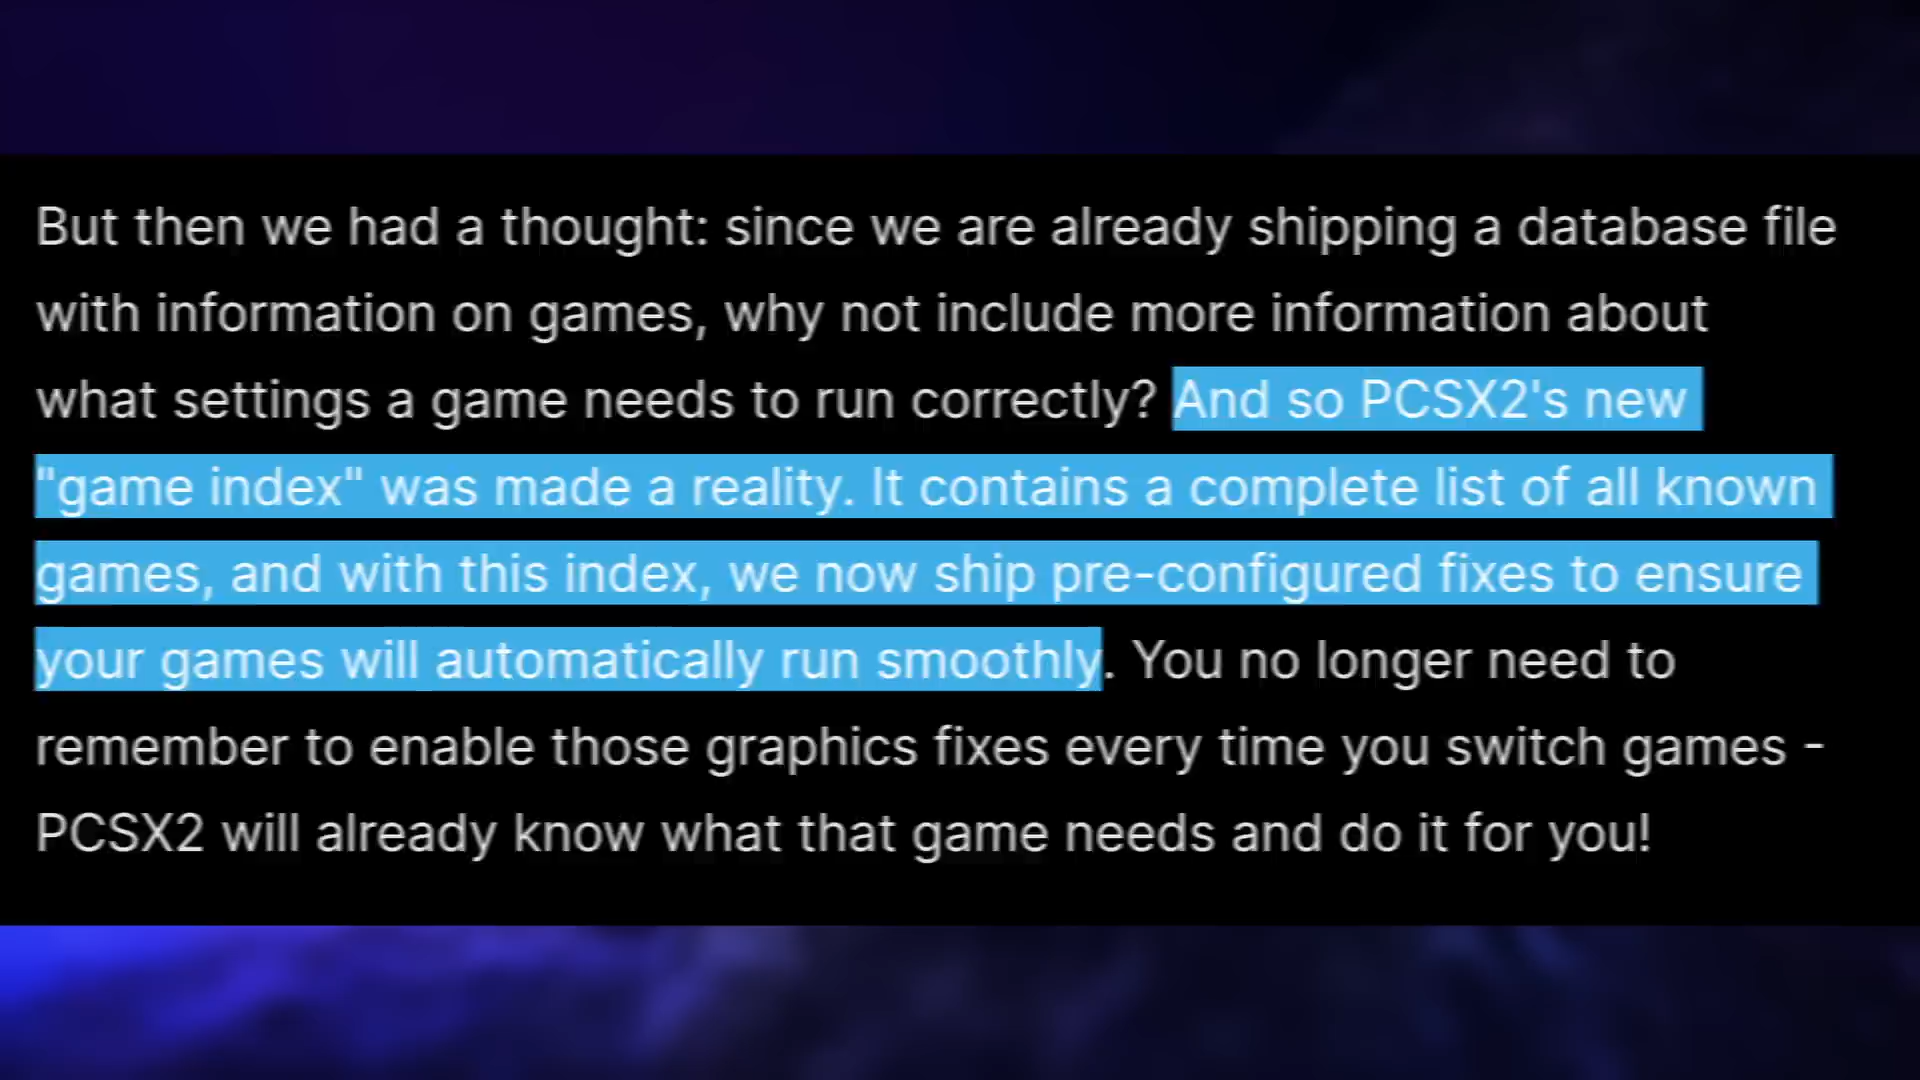 But then we had a thought: since we are already shipping a database file
with information on games, why not include more information about
what settings a game needs to run correctly? And so PCSX2's new
"game index" was made a reality. It contains a complete list of all known
games, and with this index, we now ship pre-configured fixes to ensure
your games will automatically run smoothly. You no longer need to
remember to enable those graphics fixes every time you switch games -
PCSX2 will already know what that game needs and do it for you!